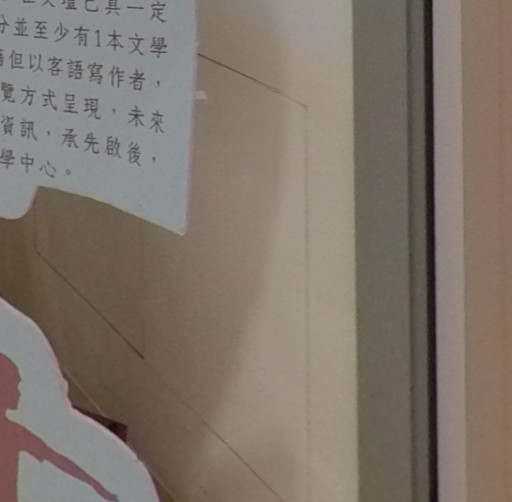 在文壇已具一定
分並至少有1本文學
但以客語寫作者，
覽方式呈現，未來
資訊，承先啟後，
學中心。